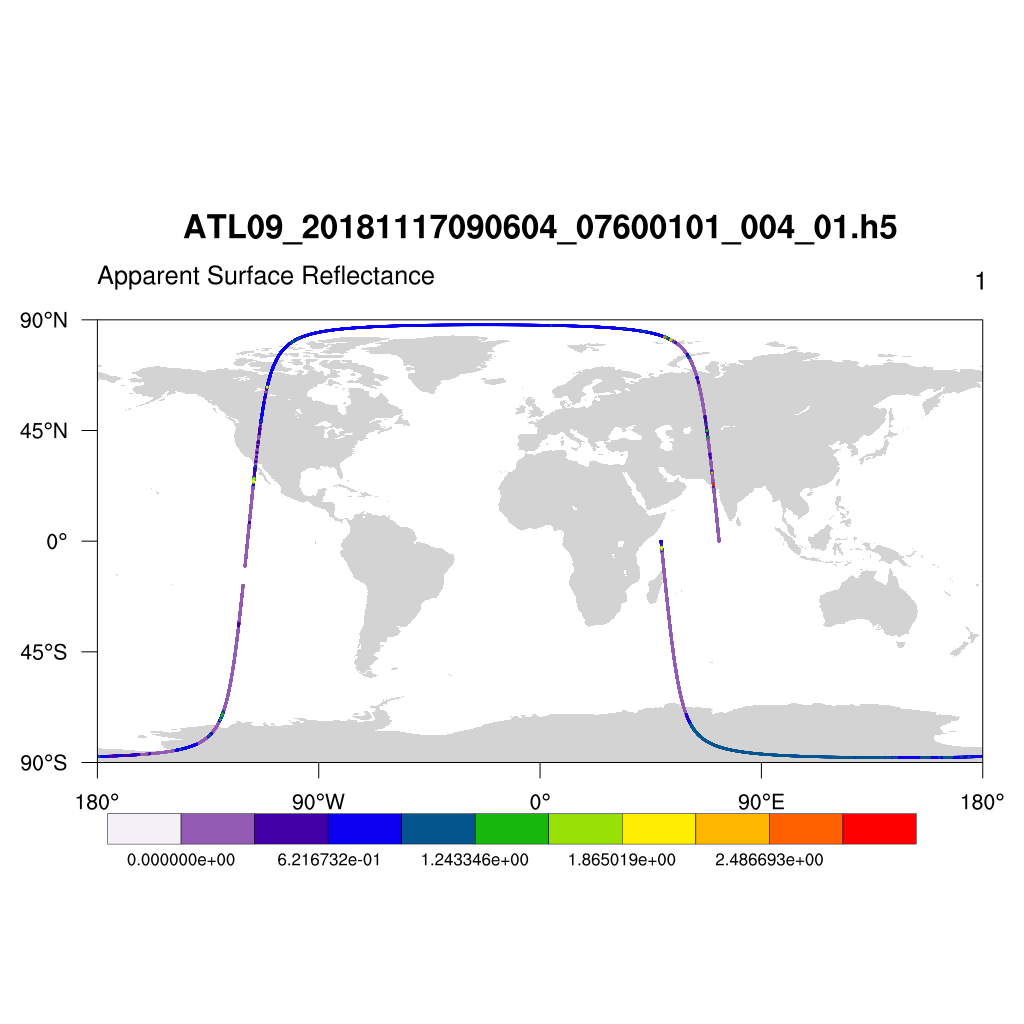 ATL09_20181117090604_07600101_004_01.h5
Apparent Surface Reflectance 1
90°N
45°N
0°
45°S
90°S
180° 90°W 0° 90°E 180°
0.000000e+00 6.216732e-01 1.243346e+00 1.865019e+00 2.486693e+00